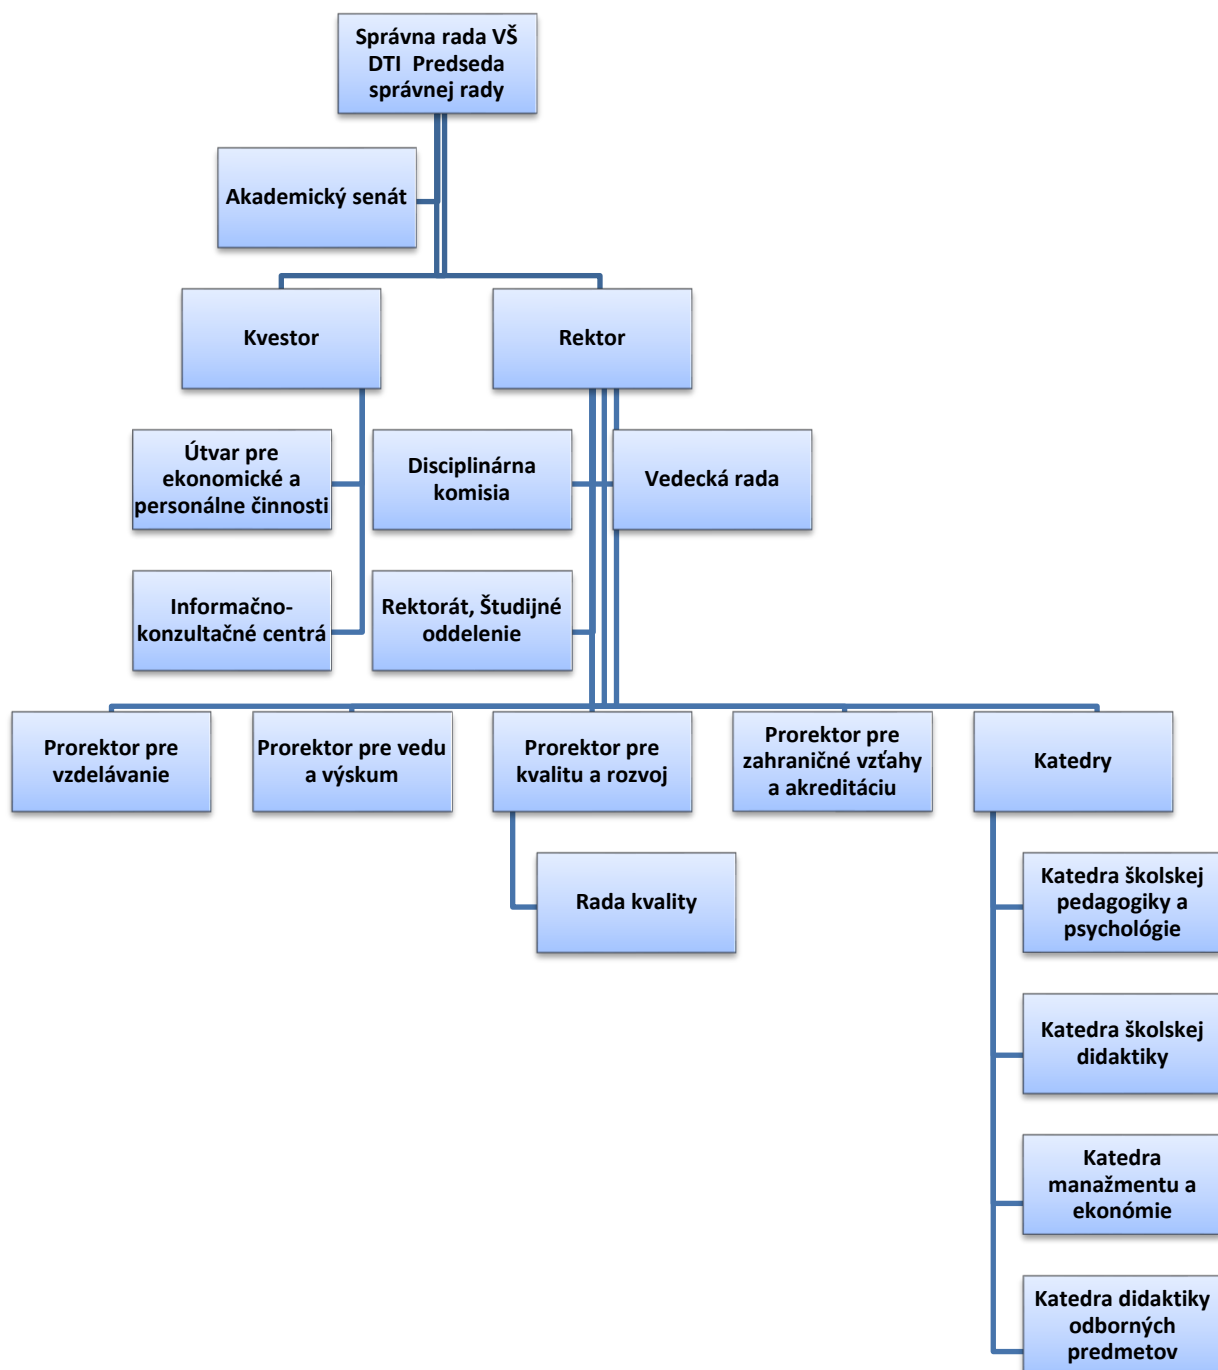 Správna rada VŠ
DTI  Predseda
správnej rady
Akademický senát
Kvestor
Rektor
Útvar pre
ekonomické a
personálne činnosti
Disciplinárna
komisia
Vedecká rada
Informačno-
konzultačné centrá
Rektorát, Študijné
oddelenie
Prorektor pre
vzdelávanie
Prorektor pre vedu
a výskum
Prorektor pre
kvalitu a rozvoj
Prorektor pre
zahraničné vzťahy
a akreditáciu
Katedry
Rada kvality
Katedra školskej
pedagogiky a
psychológie
Katedra školskej
didaktiky
Katedra
manažmentu a
ekonómie
Katedra didaktiky
odborných
predmetov